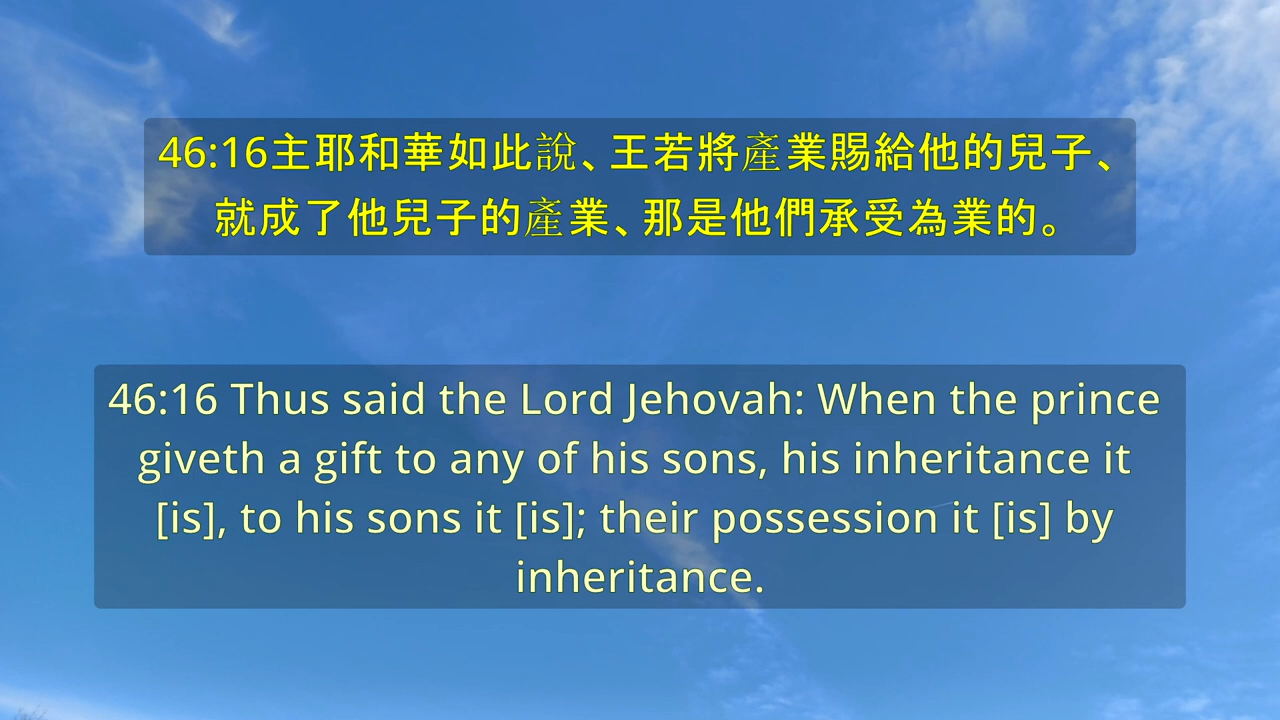 46:16主耶和華如此說、王若將產業賜給他的兒子、
就成了他兒子的產業、那是他們承受為業的。
46:16 Thus said the Lord Jehovah: When the prince
giveth a gift to any of his sons, his inheritance it
[is], to his sons it [is]; their possession it [is] by
inheritance.